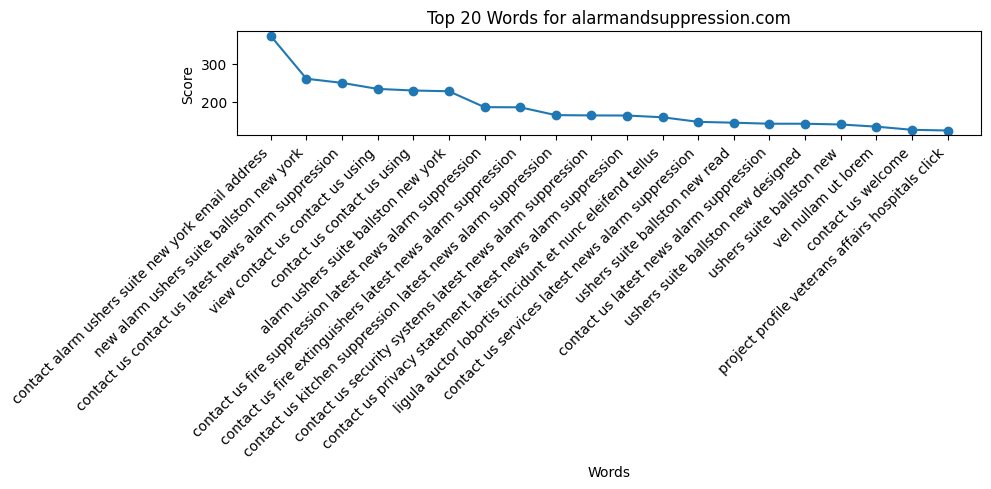 Top 20 Words for alarmandsuppression.com
Score
300
200
contact alarm ushers suite new york email address
new alarm ushers suite ballston new york
contact us contact us latest news alarm suppression
view contact us contact us using
contact us contact us using
alarm ushers suite ballston new york
contact us fire suppression latest news alarm suppression
contact us fire extinguishers latest news alarm suppression
contact us kitchen suppression latest news alarm suppression
contact us security systems latest news alarm suppression
contact us privacy statement latest news alarm suppression
ligula auctor lobortis tincidunt et nunc eleifend tellus
contact us services latest news alarm suppression
ushers suite ballston new read
contact us latest news alarm suppression
ushers suite ballston new designed
ushers suite ballston new
vel nullam ut lorem
contact us welcome
project profile veterans affairs hospitals click
Words